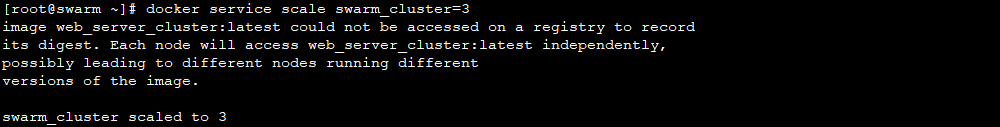 [root@swarm ~]# docker service scale swarm_cluster=3
image web_server_cluster:latest could not be accessed on a registry to record
its digest. Each node will access web_server_cluster:latest independently,
possibly leading to different nodes running different
versions of the image.
swarm_cluster scaled to 3